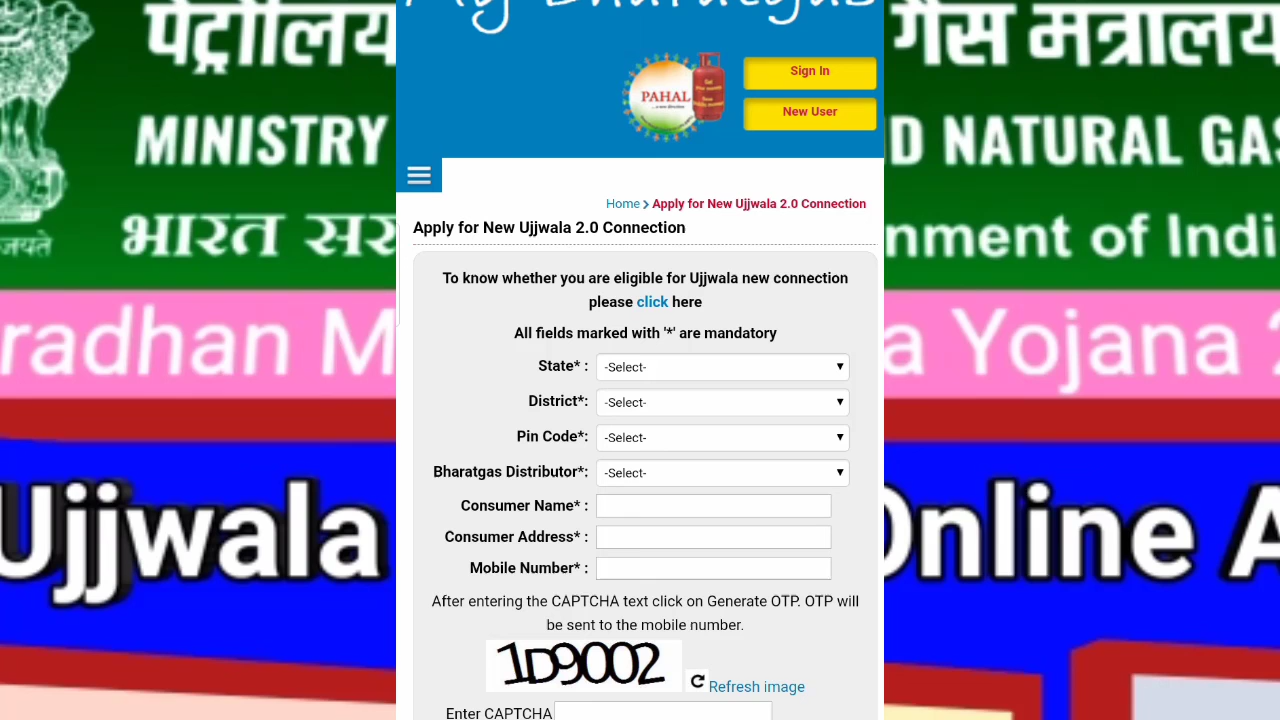 My Bharatgas
पेट्रोलि
गैस मंत्रालय
PAHAL
Sign In
New User
MINISTRY
D NATURAL GAS
Home > Apply for New Ujjwala 2.0 Connection
भारत सर
nment of Indi
जयते
Apply for New Ujjwala 2.0 Connection
To know whether you are eligible for Ujjwala new connection
please click here
All fields marked with '*' are mandatory
radhan M
a Yojana 2
State* : -Select-
District*: -Select-
Pin Code*: -Select-
Bharatgas Distributor*: -Select-
Consumer Name* :
Consumer Address* :
Ujjwala
Online A
Mobile Number* :
After entering the CAPTCHA text click on Generate OTP. OTP will
be sent to the mobile number.
1D9002
Refresh image
Enter CAPTCHA